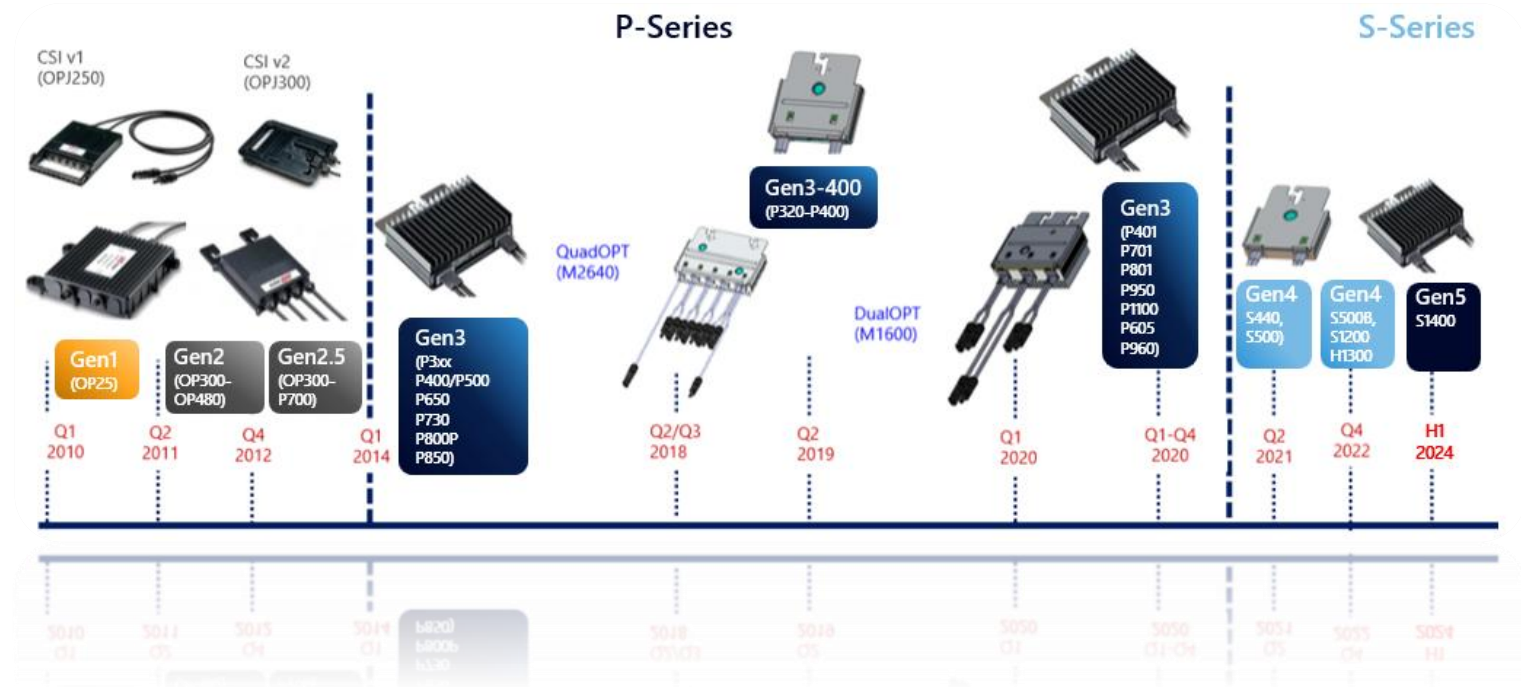 P-Series
S-Series
CSI v1
(OPJ250)
CSI v2
(OPJ300)
Gen1
(OP25)
Gen2
(OP300-
OP480)
Gen2.5
(OP300-
P700)
Gen3
(P3xx
P400/P500
P650
P730
P800P
P850)
QuadOPT
(M2640)
Gen3-400
(P320-P400)
DualOPT
(M1600)
Gen3
(P401
P701
P801
P950
P1100
P605
P960)
Gen4
S440,
S500)
Gen4
S500B,
S1200
H1300
Gen5
S1400
Q1
2010
Q2
2011
Q4
2012
Q1
2014
Q2/Q3
2018
Q2
2019
Q1
2020
Q1-Q4
2020
Q2
2021
Q4
2022
H1
2024